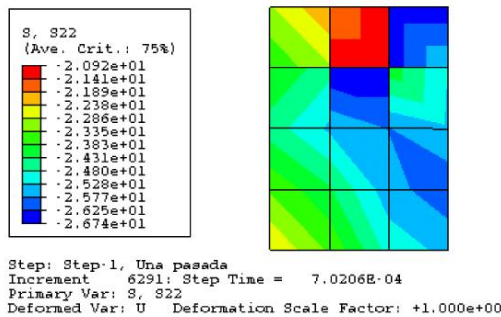 S, S22
(Ave. Crit.: 75%)
-2.092e+01
-2.141e+01
-2.189e+01
-2.238e+01
-2.286e+01
-2.335e+01
-2.383e+01
-2.431e+01
-2.480e+01
-2.528e+01
-2.577e+01
-2.625e+01
-2.674e+01
Step: Step-1, Una pasada
Increment 6291: Step Time = 7.0206E-04
Primary Var: S, S22
Deformed Var: U Deformation Scale Factor: +1.000e+00